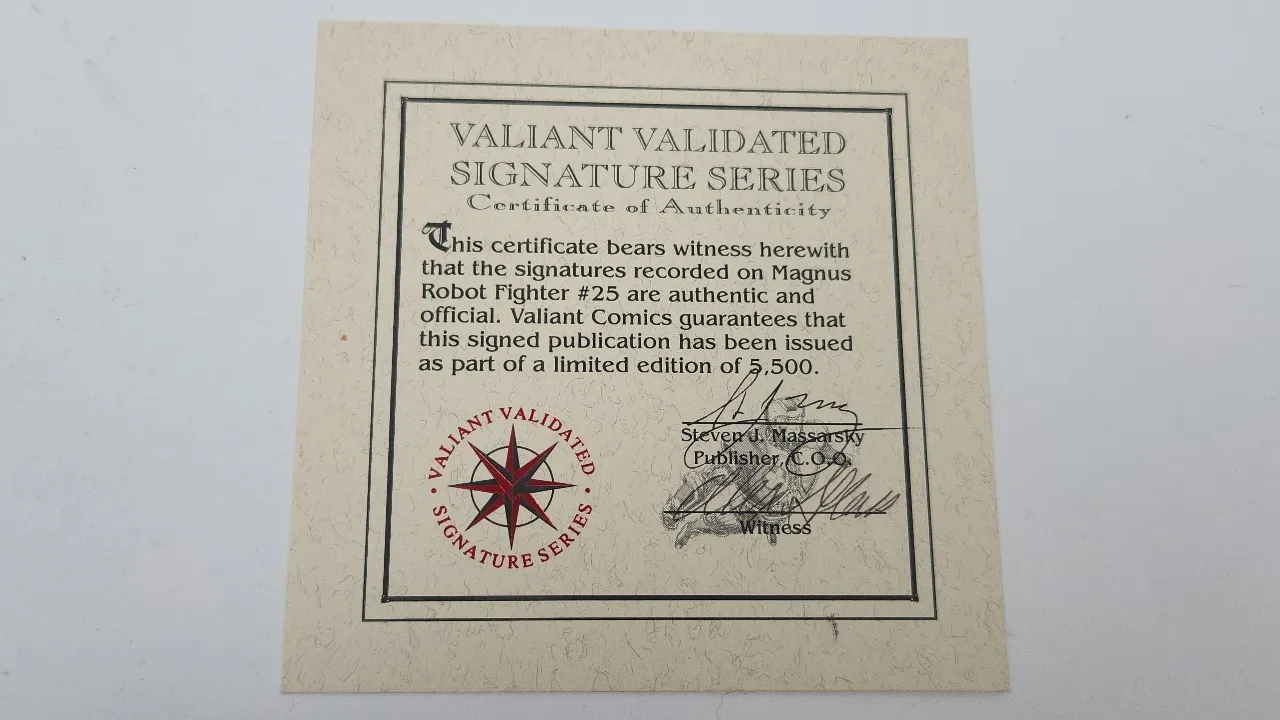 VALIANT VALIDATED
SIGNATURE SERIES
Certificate of Authenticity
This certificate bears witness herewith
that the signatures recorded on Magnus
Robot Fighter #25 are authentic and
official. Valiant Comics guarantees that
this signed publication has been issued
as part of a limited edition of 5,500.
• VALIANT VALIDATED •
SIGNATURE SERIES
Steven J. Massarsky
Publisher, C.O.O.
Witness